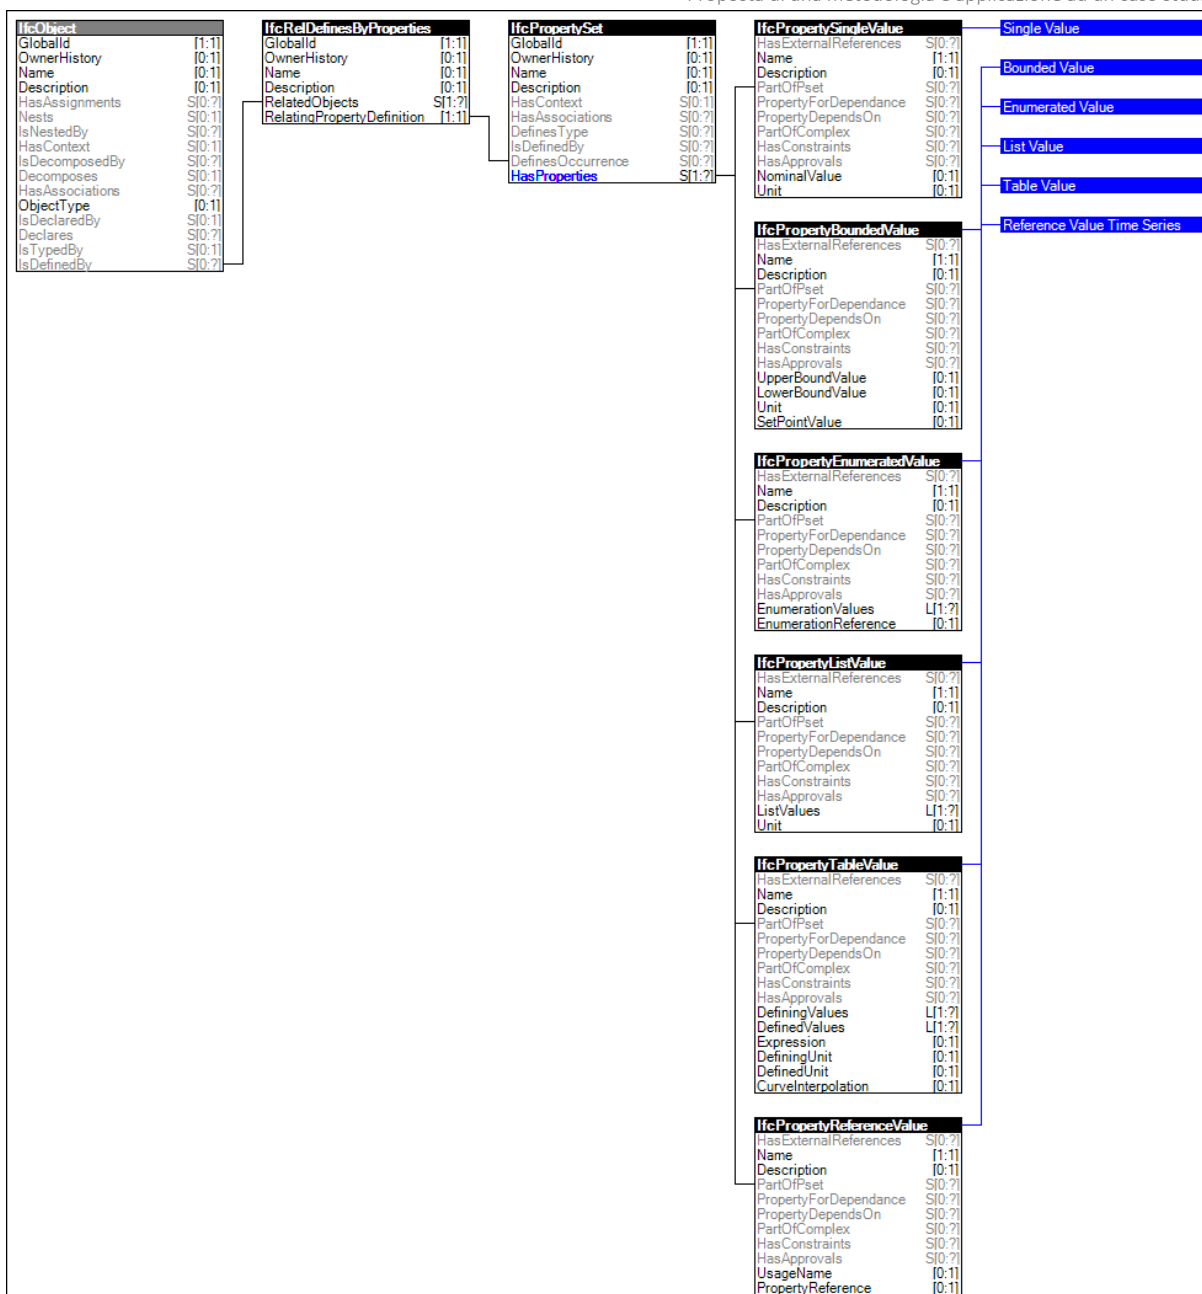 Proposta di una metodologia e applicazione ad un caso studio
IfcObject
GlobalId [1:1]
OwnerHistory [0:1]
Name [0:1]
Description [0:1]
HasAssignments S[0:?]
Nests S[0:1]
IsNestedBy S[0:?]
HasContext S[0:1]
IsDecomposedBy S[0:?]
Decomposes S[0:1]
HasAssociations S[0:?]
ObjectType [0:1]
IsDeclaredBy S[0:1]
Declares S[0:?]
IsTypedBy S[0:1]
IsDefinedBy S[0:?]
IfcRelDefinesByProperties
GlobalId [1:1]
OwnerHistory [0:1]
Name [0:1]
Description [0:1]
RelatedObjects S[1:?]
RelatingPropertyDefinition [1:1]
IfcPropertySet
GlobalId [1:1]
OwnerHistory [0:1]
Name [0:1]
Description [0:1]
HasContext S[0:1]
HasAssociations S[0:?]
DefinesType S[0:?]
IsDefinedBy S[0:?]
DefinesOccurrence S[0:?]
HasProperties S[1:?]
IfcPropertySingleValue
HasExternalReferences S[0:?]
Name [1:1]
Description [0:1]
PartOfPset S[0:?]
PropertyForDependance S[0:?]
PropertyDependsOn S[0:?]
PartOfComplex S[0:?]
HasConstraints S[0:?]
HasApprovals S[0:?]
NominalValue [0:1]
Unit [0:1]
IfcPropertyBoundedValue
HasExternalReferences S[0:?]
Name [1:1]
Description [0:1]
PartOfPset S[0:?]
PropertyForDependance S[0:?]
PropertyDependsOn S[0:?]
PartOfComplex S[0:?]
HasConstraints S[0:?]
HasApprovals S[0:?]
UpperBoundValue [0:1]
LowerBoundValue [0:1]
Unit [0:1]
SetPointValue [0:1]
IfcPropertyEnumeratedValue
HasExternalReferences S[0:?]
Name [1:1]
Description [0:1]
PartOfPset S[0:?]
PropertyForDependance S[0:?]
PropertyDependsOn S[0:?]
PartOfComplex S[0:?]
HasConstraints S[0:?]
HasApprovals S[0:?]
EnumerationValues L[1:?]
EnumerationReference [0:1]
IfcPropertyListValue
HasExternalReferences S[0:?]
Name [1:1]
Description [0:1]
PartOfPset S[0:?]
PropertyForDependance S[0:?]
PropertyDependsOn S[0:?]
PartOfComplex S[0:?]
HasConstraints S[0:?]
HasApprovals S[0:?]
ListValues L[1:?]
Unit [0:1]
IfcPropertyTableValue
HasExternalReferences S[0:?]
Name [1:1]
Description [0:1]
PartOfPset S[0:?]
PropertyForDependance S[0:?]
PropertyDependsOn S[0:?]
PartOfComplex S[0:?]
HasConstraints S[0:?]
HasApprovals S[0:?]
DefiningValues L[1:?]
DefinedValues L[1:?]
Expression [0:1]
DefiningUnit [0:1]
DefinedUnit [0:1]
CurveInterpolation [0:1]
IfcPropertyReferenceValue
HasExternalReferences S[0:?]
Name [1:1]
Description [0:1]
PartOfPset S[0:?]
PropertyForDependance S[0:?]
PropertyDependsOn S[0:?]
PartOfComplex S[0:?]
HasConstraints S[0:?]
HasApprovals S[0:?]
UsageName [0:1]
PropertyReference [0:1]
Single Value
Bounded Value
Enumerated Value
List Value
Table Value
Reference Value Time Series